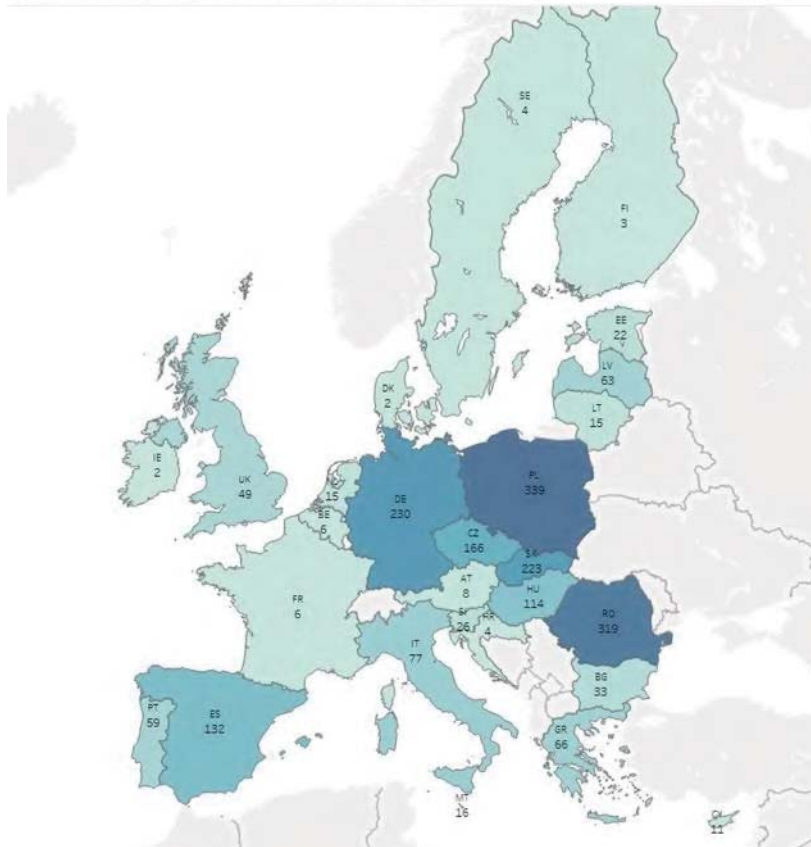 SE
4
FI
3
EE
22
LV
63
DK
2
LT
15
IE
2
UK
49
15
BE
6
DE
230
PL
339
CZ
166
SK
223
AT
8
HU
114
FR
6
SI
26
HR
4
RO
319
IT
77
BG
33
PT
59
ES
132
GR
66
MT
16
CY
11